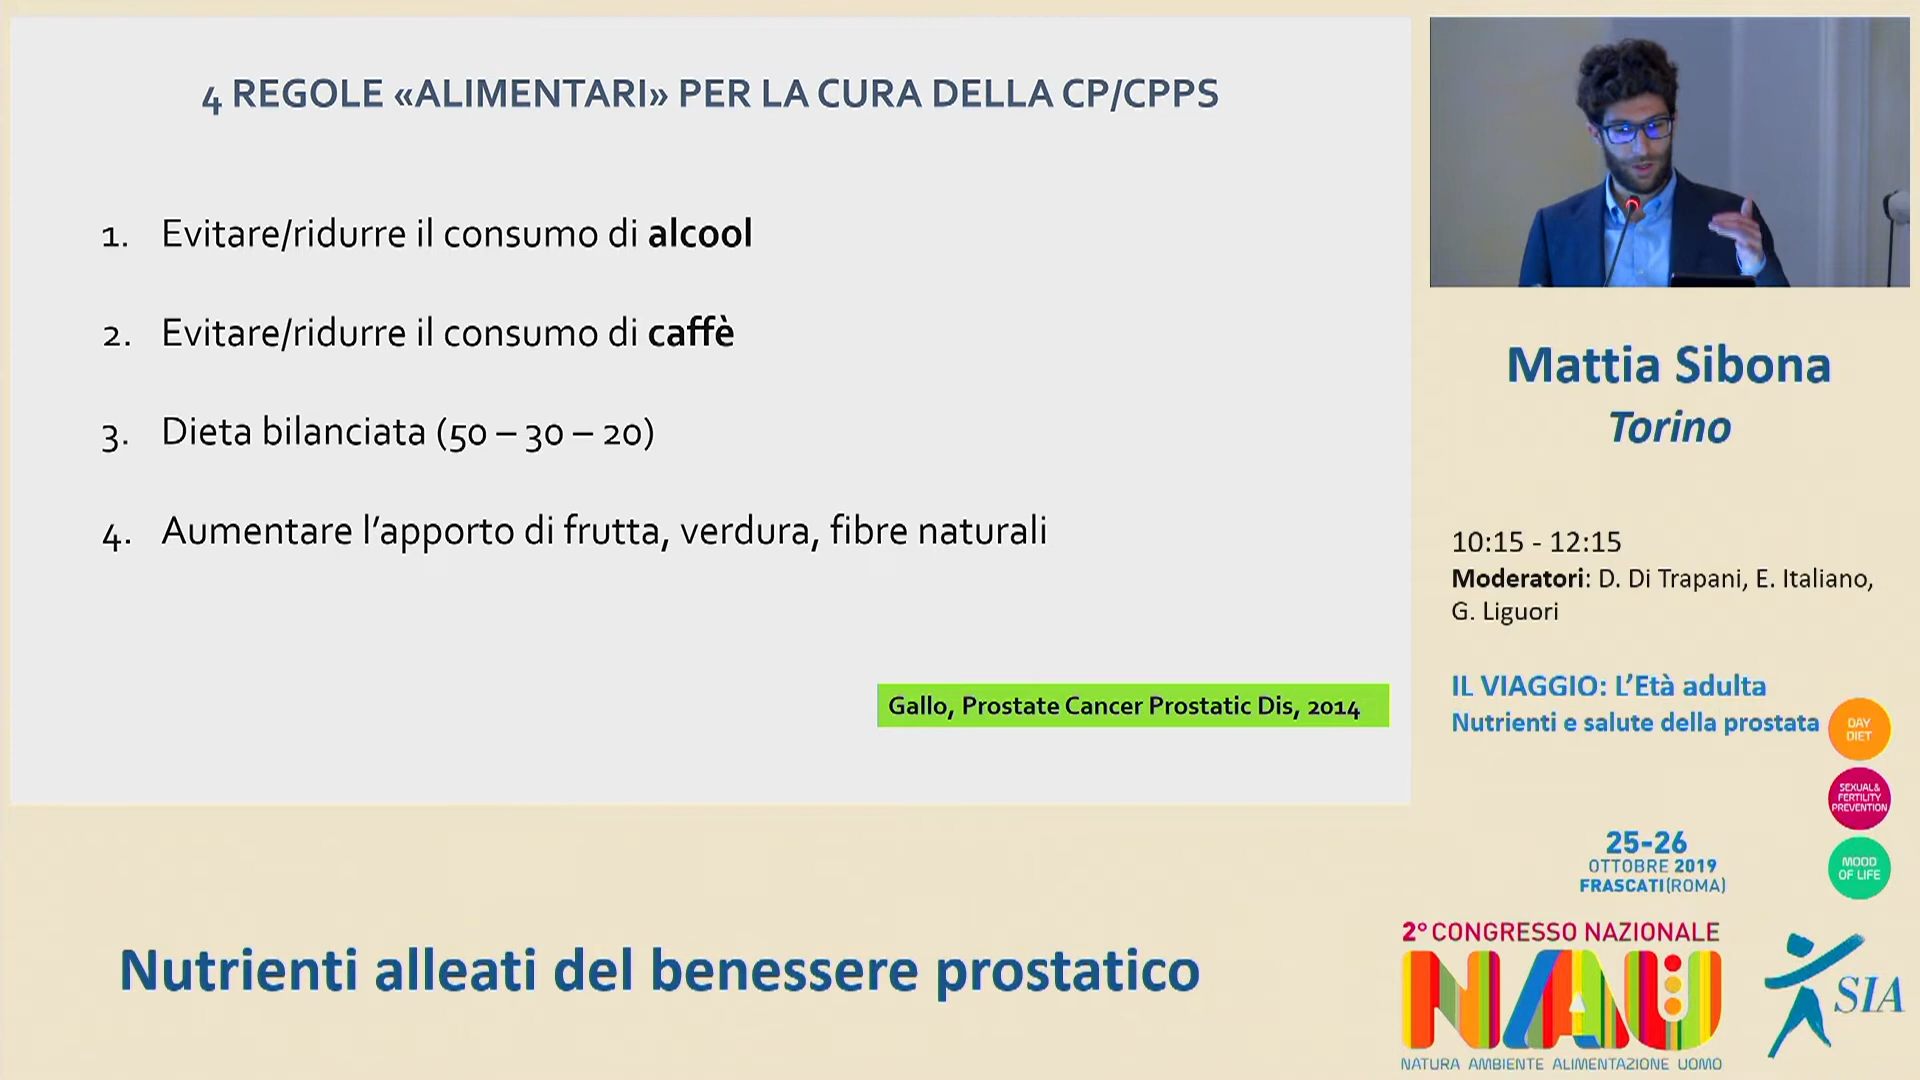 4 REGOLE «ALIMENTARI» PER LA CURA DELLA CP/CPPS
1. Evitare/ridurre il consumo di alcool
2. Evitare/ridurre il consumo di caffè
3. Dieta bilanciata (50 – 30 – 20)
4. Aumentare l’apporto di frutta, verdura, fibre naturali
Gallo, Prostate Cancer Prostatic Dis, 2014
Mattia Sibona
Torino
10:15 - 12:15
Moderatori: D. Di Trapani, E. Italiano,
G. Liguori
IL VIAGGIO: L’Età adulta
Nutrienti e salute della prostata
DAY
DIET
SEXUAL&
FERTILITY
PREVENTION
MOOD
OF LIFE
25-26
OTTOBRE 2019
FRASCATI(ROMA)
2° CONGRESSO NAZIONALE
NAU
NATURA AMBIENTE ALIMENTAZIONE UOMO
SIA
Nutrienti alleati del benessere prostatico